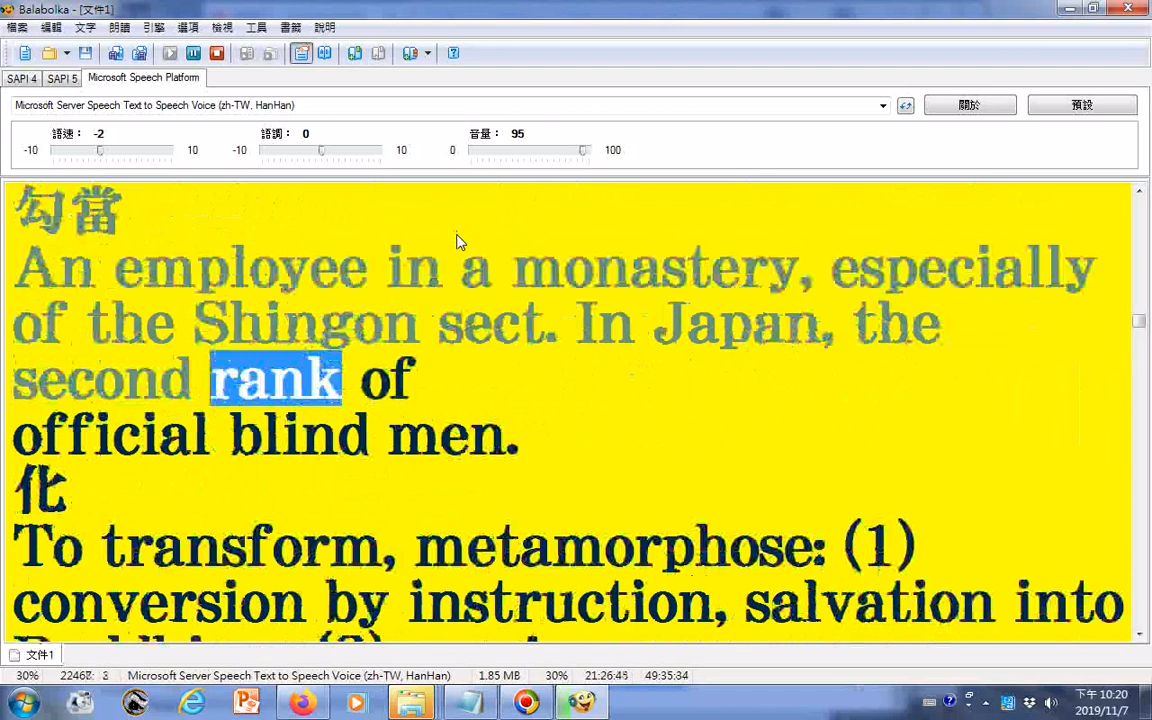 Balabolka - [文件1]
檔案 編輯 文字 朗讀 引擎 選項 檢視 工具 書籤 說明
SAPI 4 SAPI 5 Microsoft Speech Platform
Microsoft Server Speech Text to Speech Voice (zh-TW, HanHan) 關於 預設
語速： -2 語調： 0 音量： 95
-10 10 -10 10 0 100
勾當
An employee in a monastery, especially
of the Shingon sect. In Japan, the
second rank of
official blind men.
化
To transform, metamorphose: (1)
conversion by instruction, salvation into
文件1
30% Microsoft Server Speech Text to Speech Voice (zh-TW, HanHan) 1.85 MB 30% 49:35:34
下午 10:20
2019/11/7